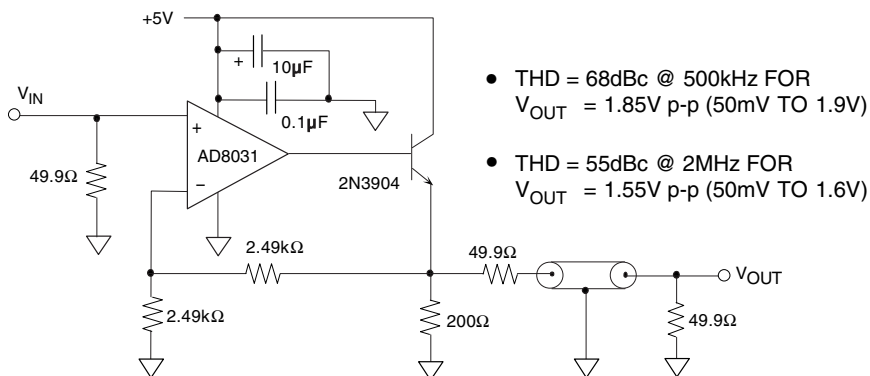 +5V
+
10µF
0.1µF
V_IN
+
AD8031
−
2N3904
49.9Ω
2.49kΩ
49.9Ω
V_OUT
2.49kΩ
200Ω
49.9Ω
● THD = 68dBc @ 500kHz FOR
V_OUT = 1.85V p-p (50mV TO 1.9V)
● THD = 55dBc @ 2MHz FOR
V_OUT = 1.55V p-p (50mV TO 1.6V)